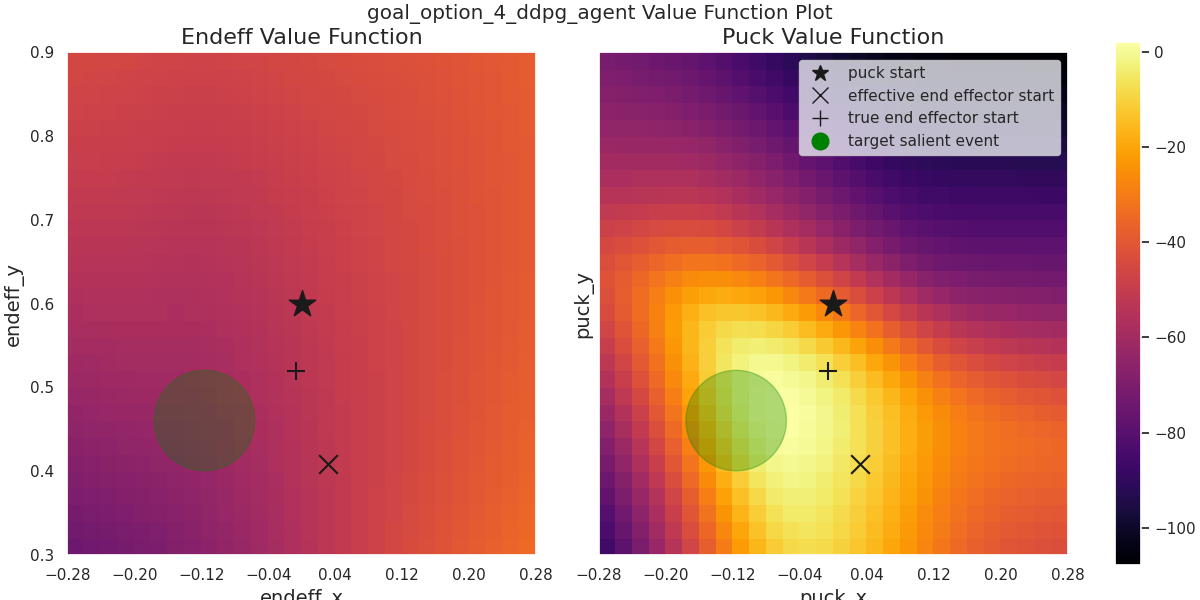 goal_option_4_ddpg_agent Value Function Plot
Endeff Value Function
Puck Value Function
puck start
effective end effector start
true end effector start
target salient event
0.9
0.8
0.7
0.6
0.5
0.4
0.3
endeff_y
−0.28 −0.20 −0.12 −0.04 0.04 0.12 0.20 0.28
endeff_x
puck_y
−0.28 −0.20 −0.12 −0.04 0.04 0.12 0.20 0.28
puck_x
0
−20
−40
−60
−80
−100